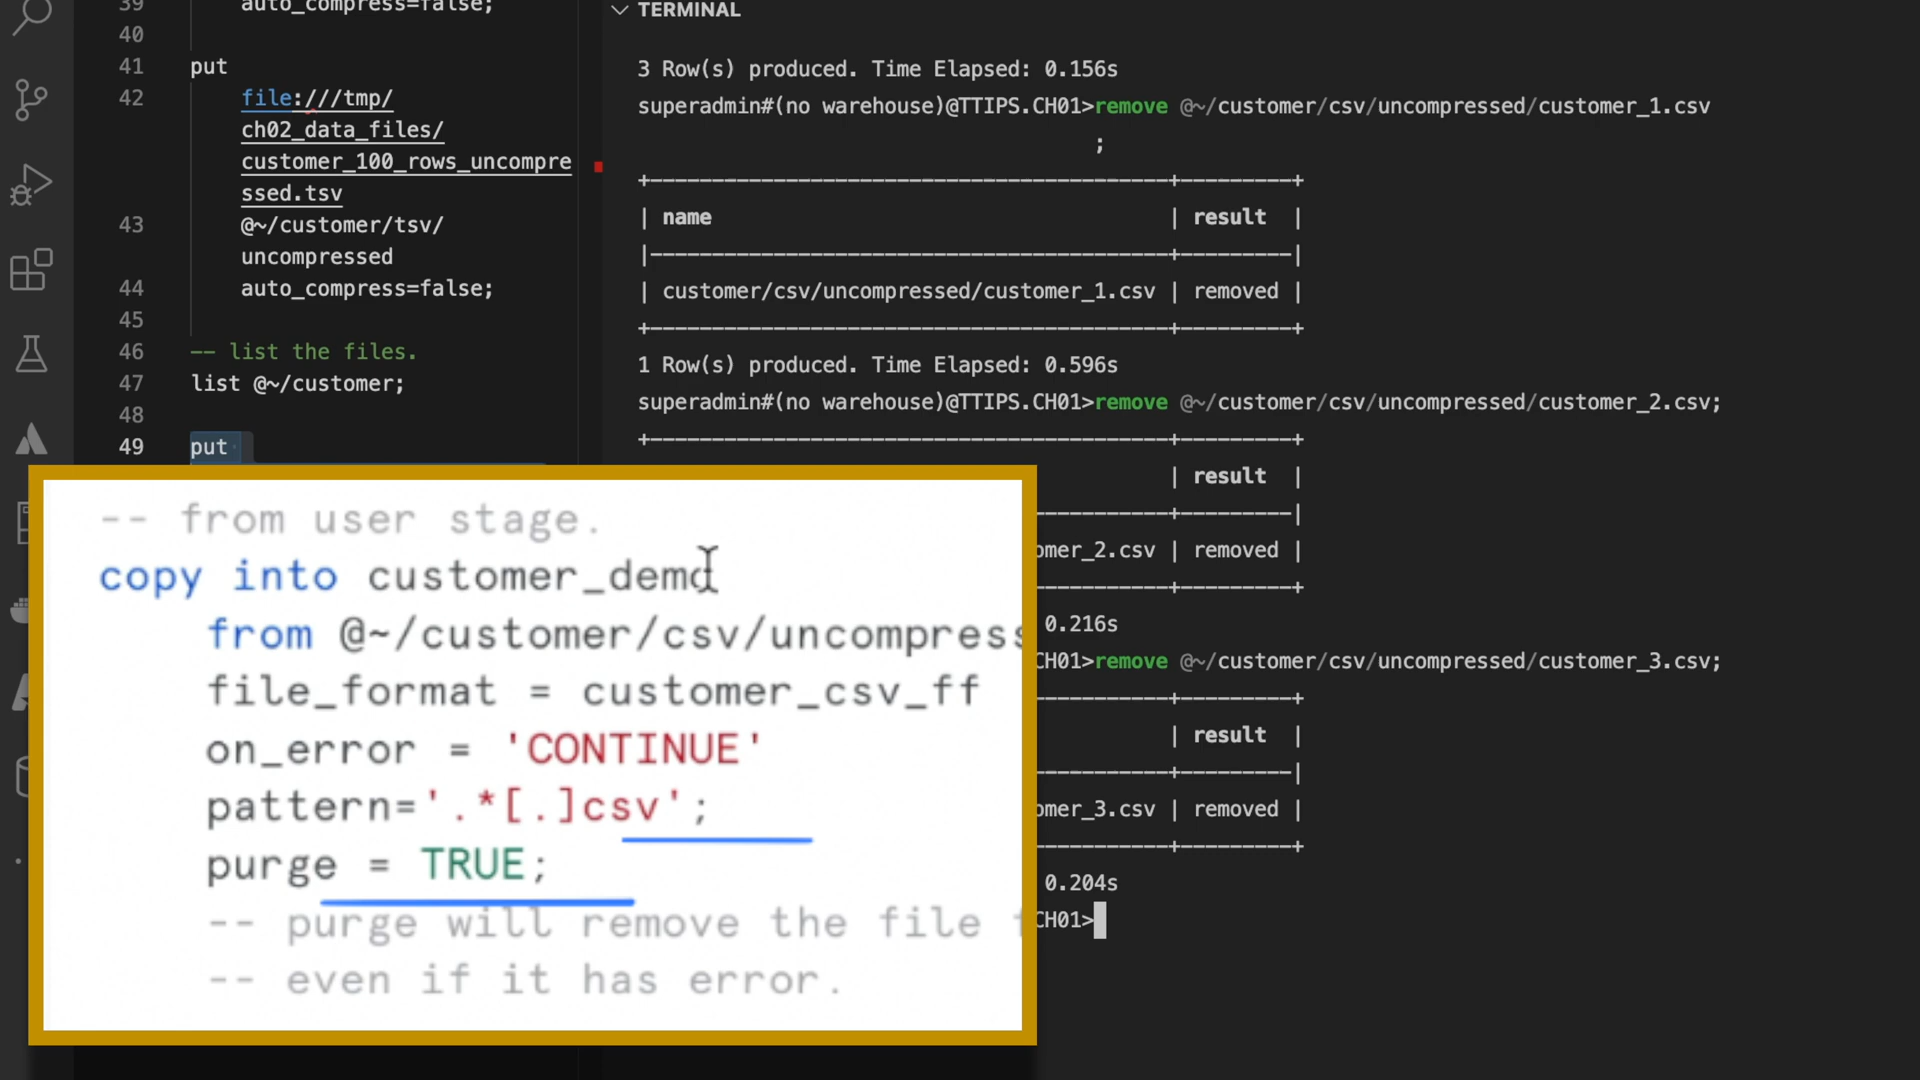 39 auto_compress=false;
40
41 put
42 file:///tmp/
ch02_data_files/
customer_100_rows_uncompre
ssed.tsv
43 @~/customer/tsv/
uncompressed
44 auto_compress=false;
45
46 -- list the files.
47 list @~/customer;
48
49 put
-- from user stage.
copy into customer_demo
from @~/customer/csv/uncompress
file_format = customer_csv_ff
on_error = 'CONTINUE'
pattern='.*[.]csv';
purge = TRUE;
-- purge will remove the file f
-- even if it has error.
TERMINAL
3 Row(s) produced. Time Elapsed: 0.156s
superadmin#(no warehouse)@TTIPS.CH01>remove @~/customer/csv/uncompressed/customer_1.csv
;
+-------------------------------------------+---------+
| name | result |
|-------------------------------------------+---------|
| customer/csv/uncompressed/customer_1.csv | removed |
+-------------------------------------------+---------+
1 Row(s) produced. Time Elapsed: 0.596s
superadmin#(no warehouse)@TTIPS.CH01>remove @~/customer/csv/uncompressed/customer_2.csv;
+-------------------------------------------+---------+
| result |
---------+---------|
omer_2.csv | removed |
---------+---------+
0.216s
CH01>remove @~/customer/csv/uncompressed/customer_3.csv;
---------+---------+
| result |
---------+---------|
omer_3.csv | removed |
---------+---------+
0.204s
CH01>